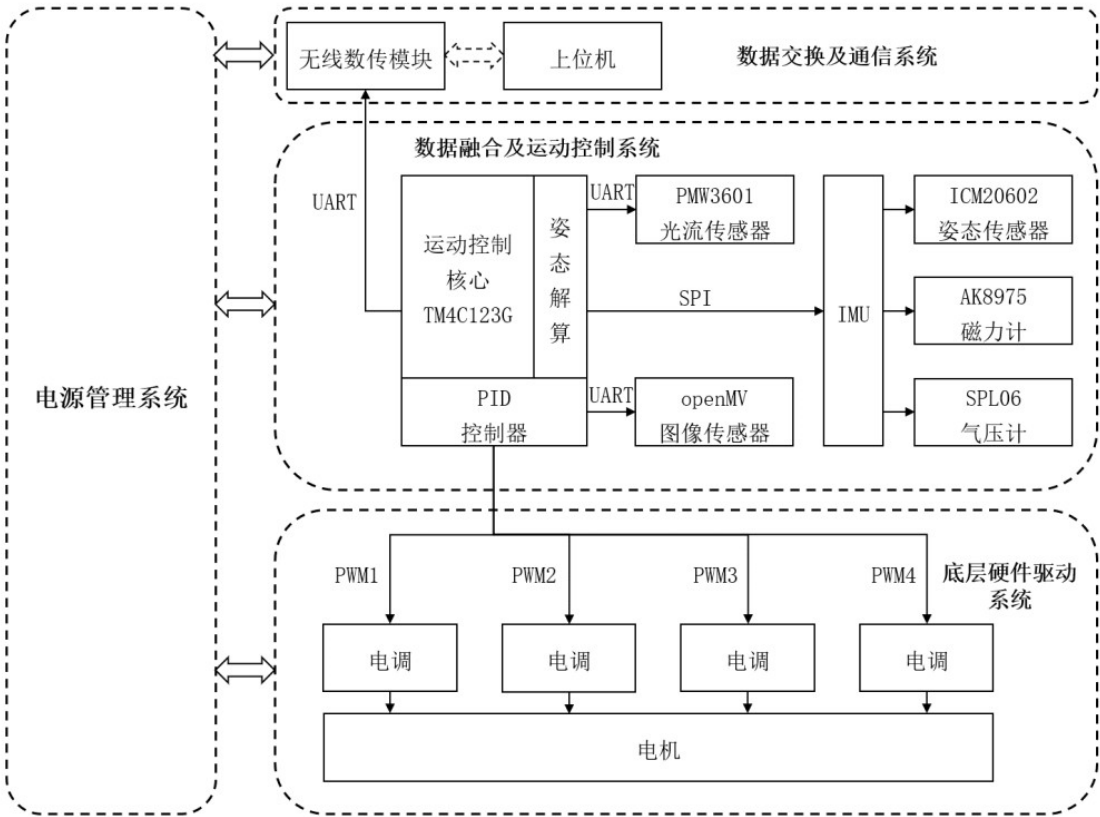 无线数传模块
上位机
数据交换及通信系统
数据融合及运动控制系统
UART
运动控制
核心
TM4C123G
姿
态
解
算
UART
PMW3601
光流传感器
SPI
IMU
ICM20602
姿态传感器
AK8975
磁力计
SPL06
气压计
PID
控制器
UART
openMV
图像传感器
电源管理系统
PWM1
PWM2
PWM3
PWM4
底层硬件驱动
系统
电调
电调
电调
电调
电机